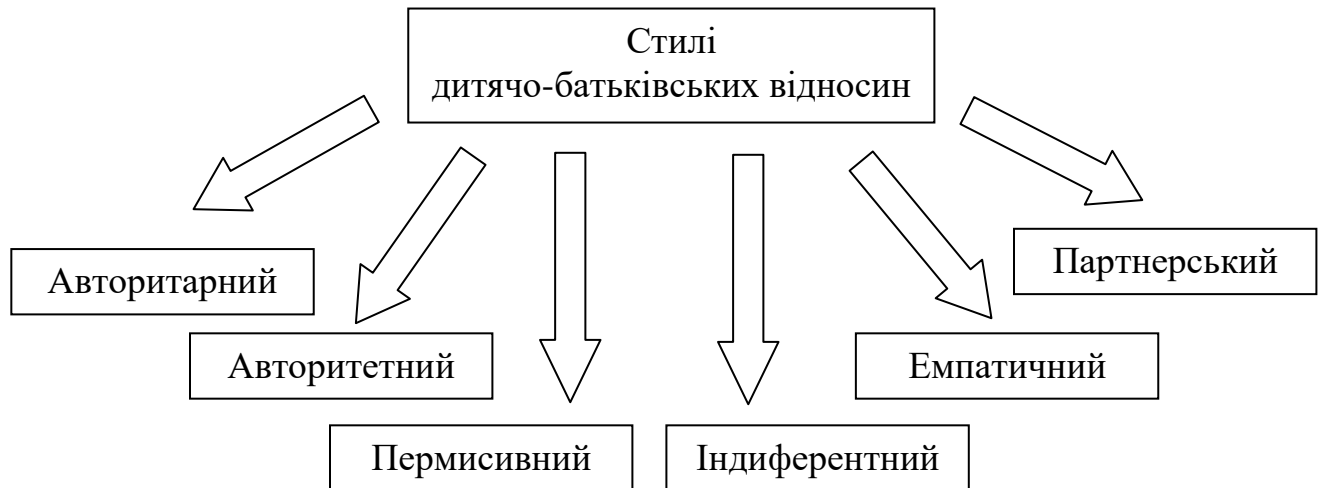 Стилі
дитячо-батьківських відносин
Авторитарний
Авторитетний
Пермисивний
Індиферентний
Емпатичний
Партнерський